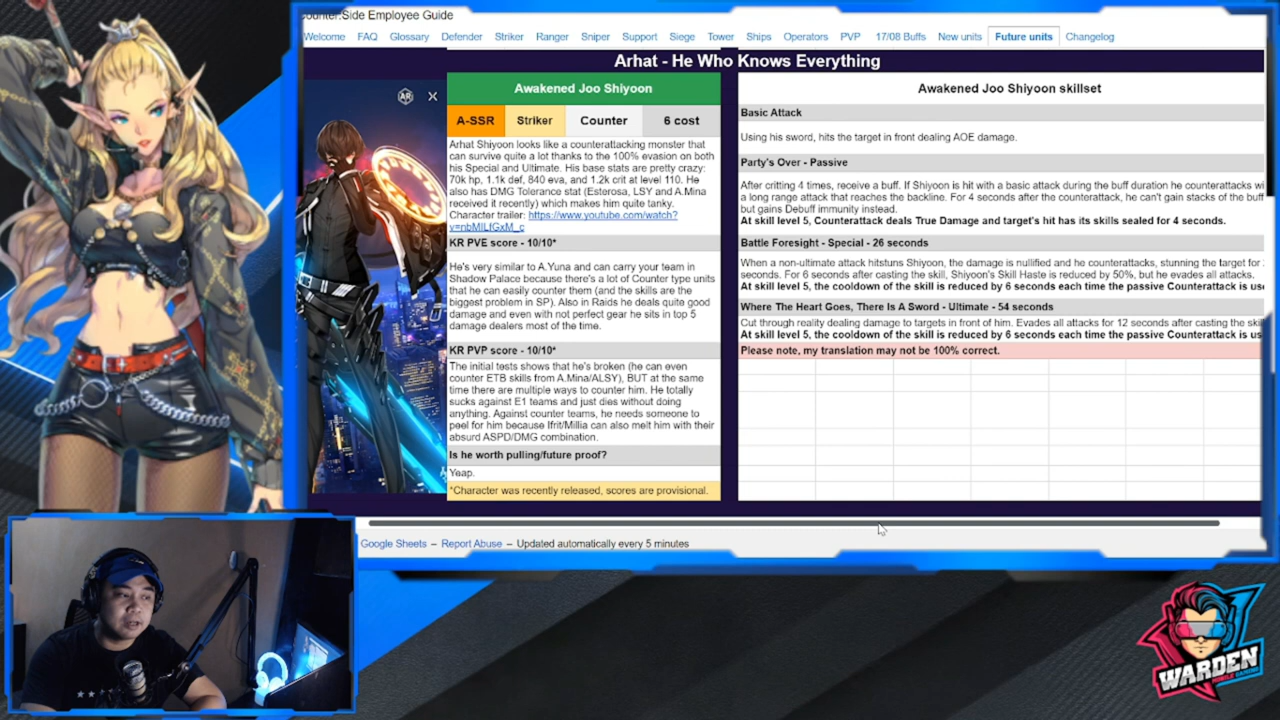 ounter:Side Employee Guide
Welcome FAQ Glossary Defender Striker Ranger Sniper Support Siege Tower Ships Operators PVP 17/08 Buffs New units Future units Changelog
Arhat - He Who Knows Everything
AR
Awakened Joo Shiyoon
A-SSR Striker Counter 6 cost
Arhat Shiyoon looks like a counterattacking monster that
can survive quite a lot thanks to the 100% evasion on both
his Special and Ultimate. His base stats are pretty crazy:
70k hp, 1.1k def, 840 eva, and 1.2k crit at level 110. He
also has DMG Tolerance stat (Esterosa, LSY and A.Mina
received it recently) which makes him quite tanky.
Character trailer: https://www.youtube.com/watch?
v=nbMILfGxM_c
KR PVE score - 10/10*
He's very similar to A.Yuna and can carry your team in
Shadow Palace because there's a lot of Counter type units
that he can easily counter them (and the skills are the
biggest problem in SP). Also in Raids he deals quite good
damage and even with not perfect gear he sits in top 5
damage dealers most of the time.
KR PVP score - 10/10*
The initial tests shows that he's broken (he can even
counter ETB skills from A.Mina/ALSY), BUT at the same
time there are multiple ways to counter him. He totally
sucks against E1 teams and just dies without doing
anything. Against counter teams, he needs someone to
peel for him because Ifrit/Millia can also melt him with their
absurd ASPD/DMG combination.
Is he worth pulling/future proof?
Yeap.
*Character was recently released, scores are provisional.
Awakened Joo Shiyoon skillset
Basic Attack
Using his sword, hits the target in front dealing AOE damage.
Party's Over - Passive
After critting 4 times, receive a buff. If Shiyoon is hit with a basic attack during the buff duration he counterattacks wi
a long range attack that reaches the backline. For 4 seconds after the counterattack, he can't gain stacks of the buff
but gains Debuff immunity instead.
At skill level 5, Counterattack deals True Damage and target's hit has its skills sealed for 4 seconds.
Battle Foresight - Special - 26 seconds
When a non-ultimate attack hitstuns Shiyoon, the damage is nullified and he counterattacks, stunning the target for
seconds. For 6 seconds after casting the skill, Shiyoon's Skill Haste is reduced by 50%, but he evades all attacks.
At skill level 5, the cooldown of the skill is reduced by 6 seconds each time the passive Counterattack is use
Where The Heart Goes, There Is A Sword - Ultimate - 54 seconds
Cut through reality dealing damage to targets in front of him. Evades all attacks for 12 seconds after casting the skil
At skill level 5, the cooldown of the skill is reduced by 6 seconds each time the passive Counterattack is us
Please note, my translation may not be 100% correct.
Google Sheets – Report Abuse – Updated automatically every 5 minutes
WARDEN
MOBILE GAMING